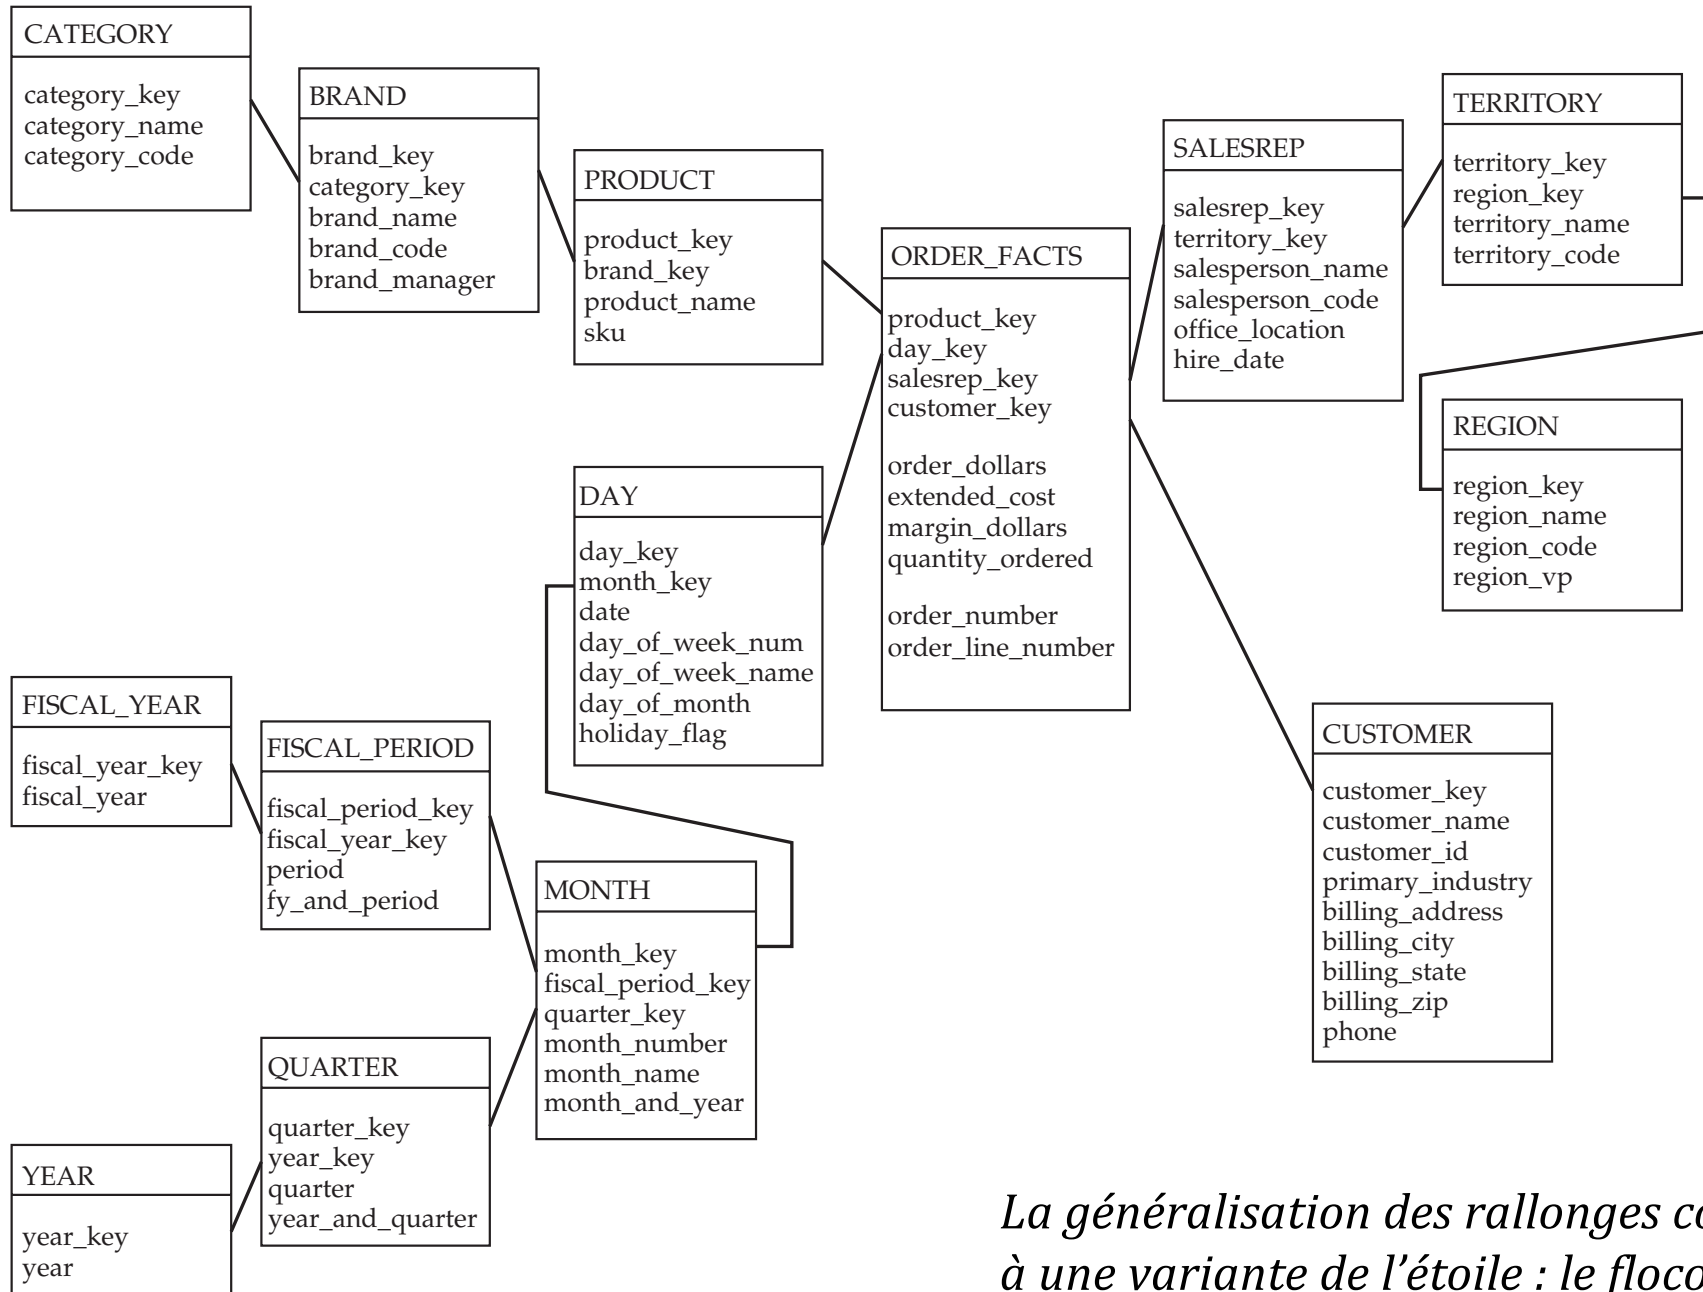 CATEGORY
category_key
category_name
category_code
BRAND
brand_key
category_key
brand_name
brand_code
brand_manager
PRODUCT
product_key
brand_key
product_name
sku
ORDER_FACTS
product_key
day_key
salesrep_key
customer_key
order_dollars
extended_cost
margin_dollars
quantity_ordered
order_number
order_line_number
SALESREP
salesrep_key
territory_key
salesperson_name
salesperson_code
office_location
hire_date
TERRITORY
territory_key
region_key
territory_name
territory_code
REGION
region_key
region_name
region_code
region_vp
DAY
day_key
month_key
date
day_of_week_num
day_of_week_name
day_of_month
holiday_flag
FISCAL_YEAR
fiscal_year_key
fiscal_year
FISCAL_PERIOD
fiscal_period_key
fiscal_year_key
period
fy_and_period
MONTH
month_key
fiscal_period_key
quarter_key
month_number
month_name
month_and_year
QUARTER
quarter_key
year_key
quarter
year_and_quarter
YEAR
year_key
year
CUSTOMER
customer_key
customer_name
customer_id
primary_industry
billing_address
billing_city
billing_state
billing_zip
phone
La généralisation des rallonges
à une variante de l'étoile : le